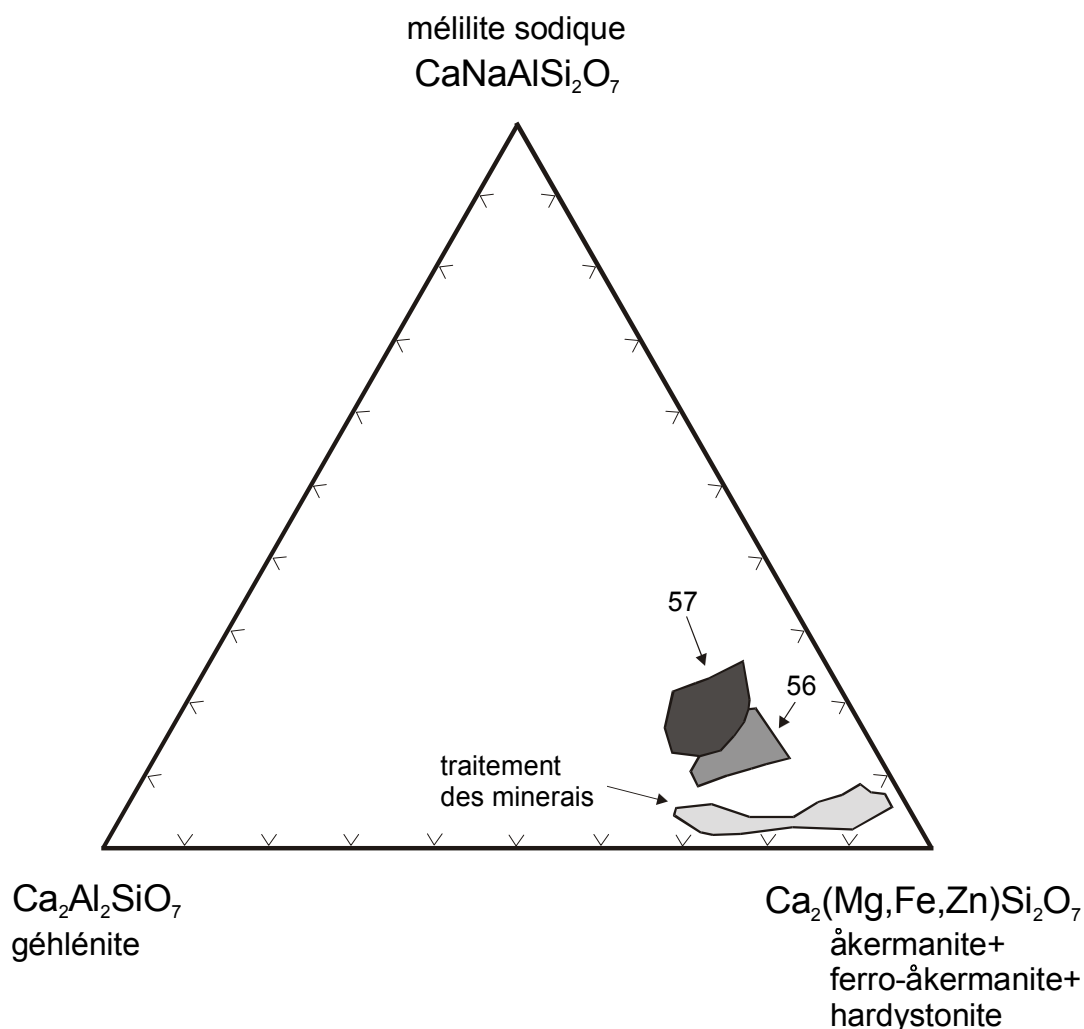 mélilite sodique
CaNaAlSi₂O₇
57
56
traitement
des minerais
Ca₂Al₂SiO₇
géhlénite
Ca₂(Mg,Fe,Zn)Si₂O₇
åkermanite+
ferro-åkermanite+
hardystonite